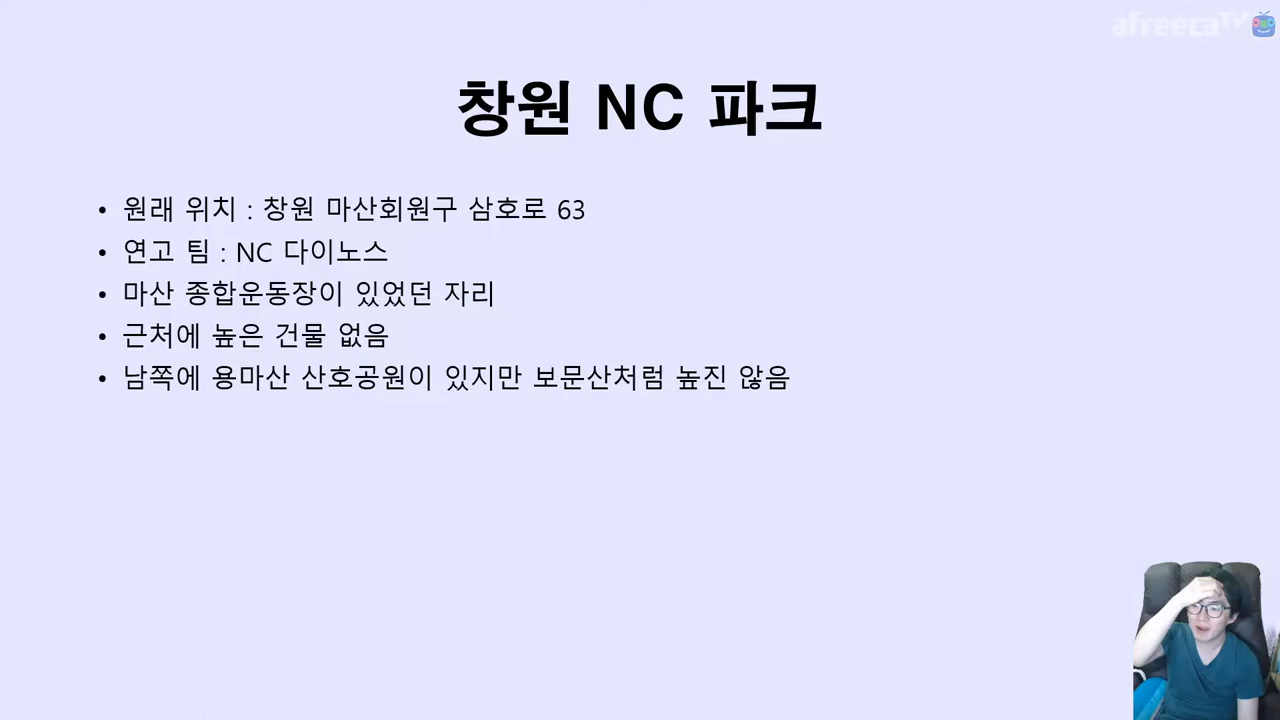 afreecaTV
창원 NC 파크
• 원래 위치 : 창원 마산회원구 삼호로 63
• 연고 팀 : NC 다이노스
• 마산 종합운동장이 있었던 자리
• 근처에 높은 건물 없음
• 남쪽에 용마산 산호공원이 있지만 보문산처럼 높진 않음